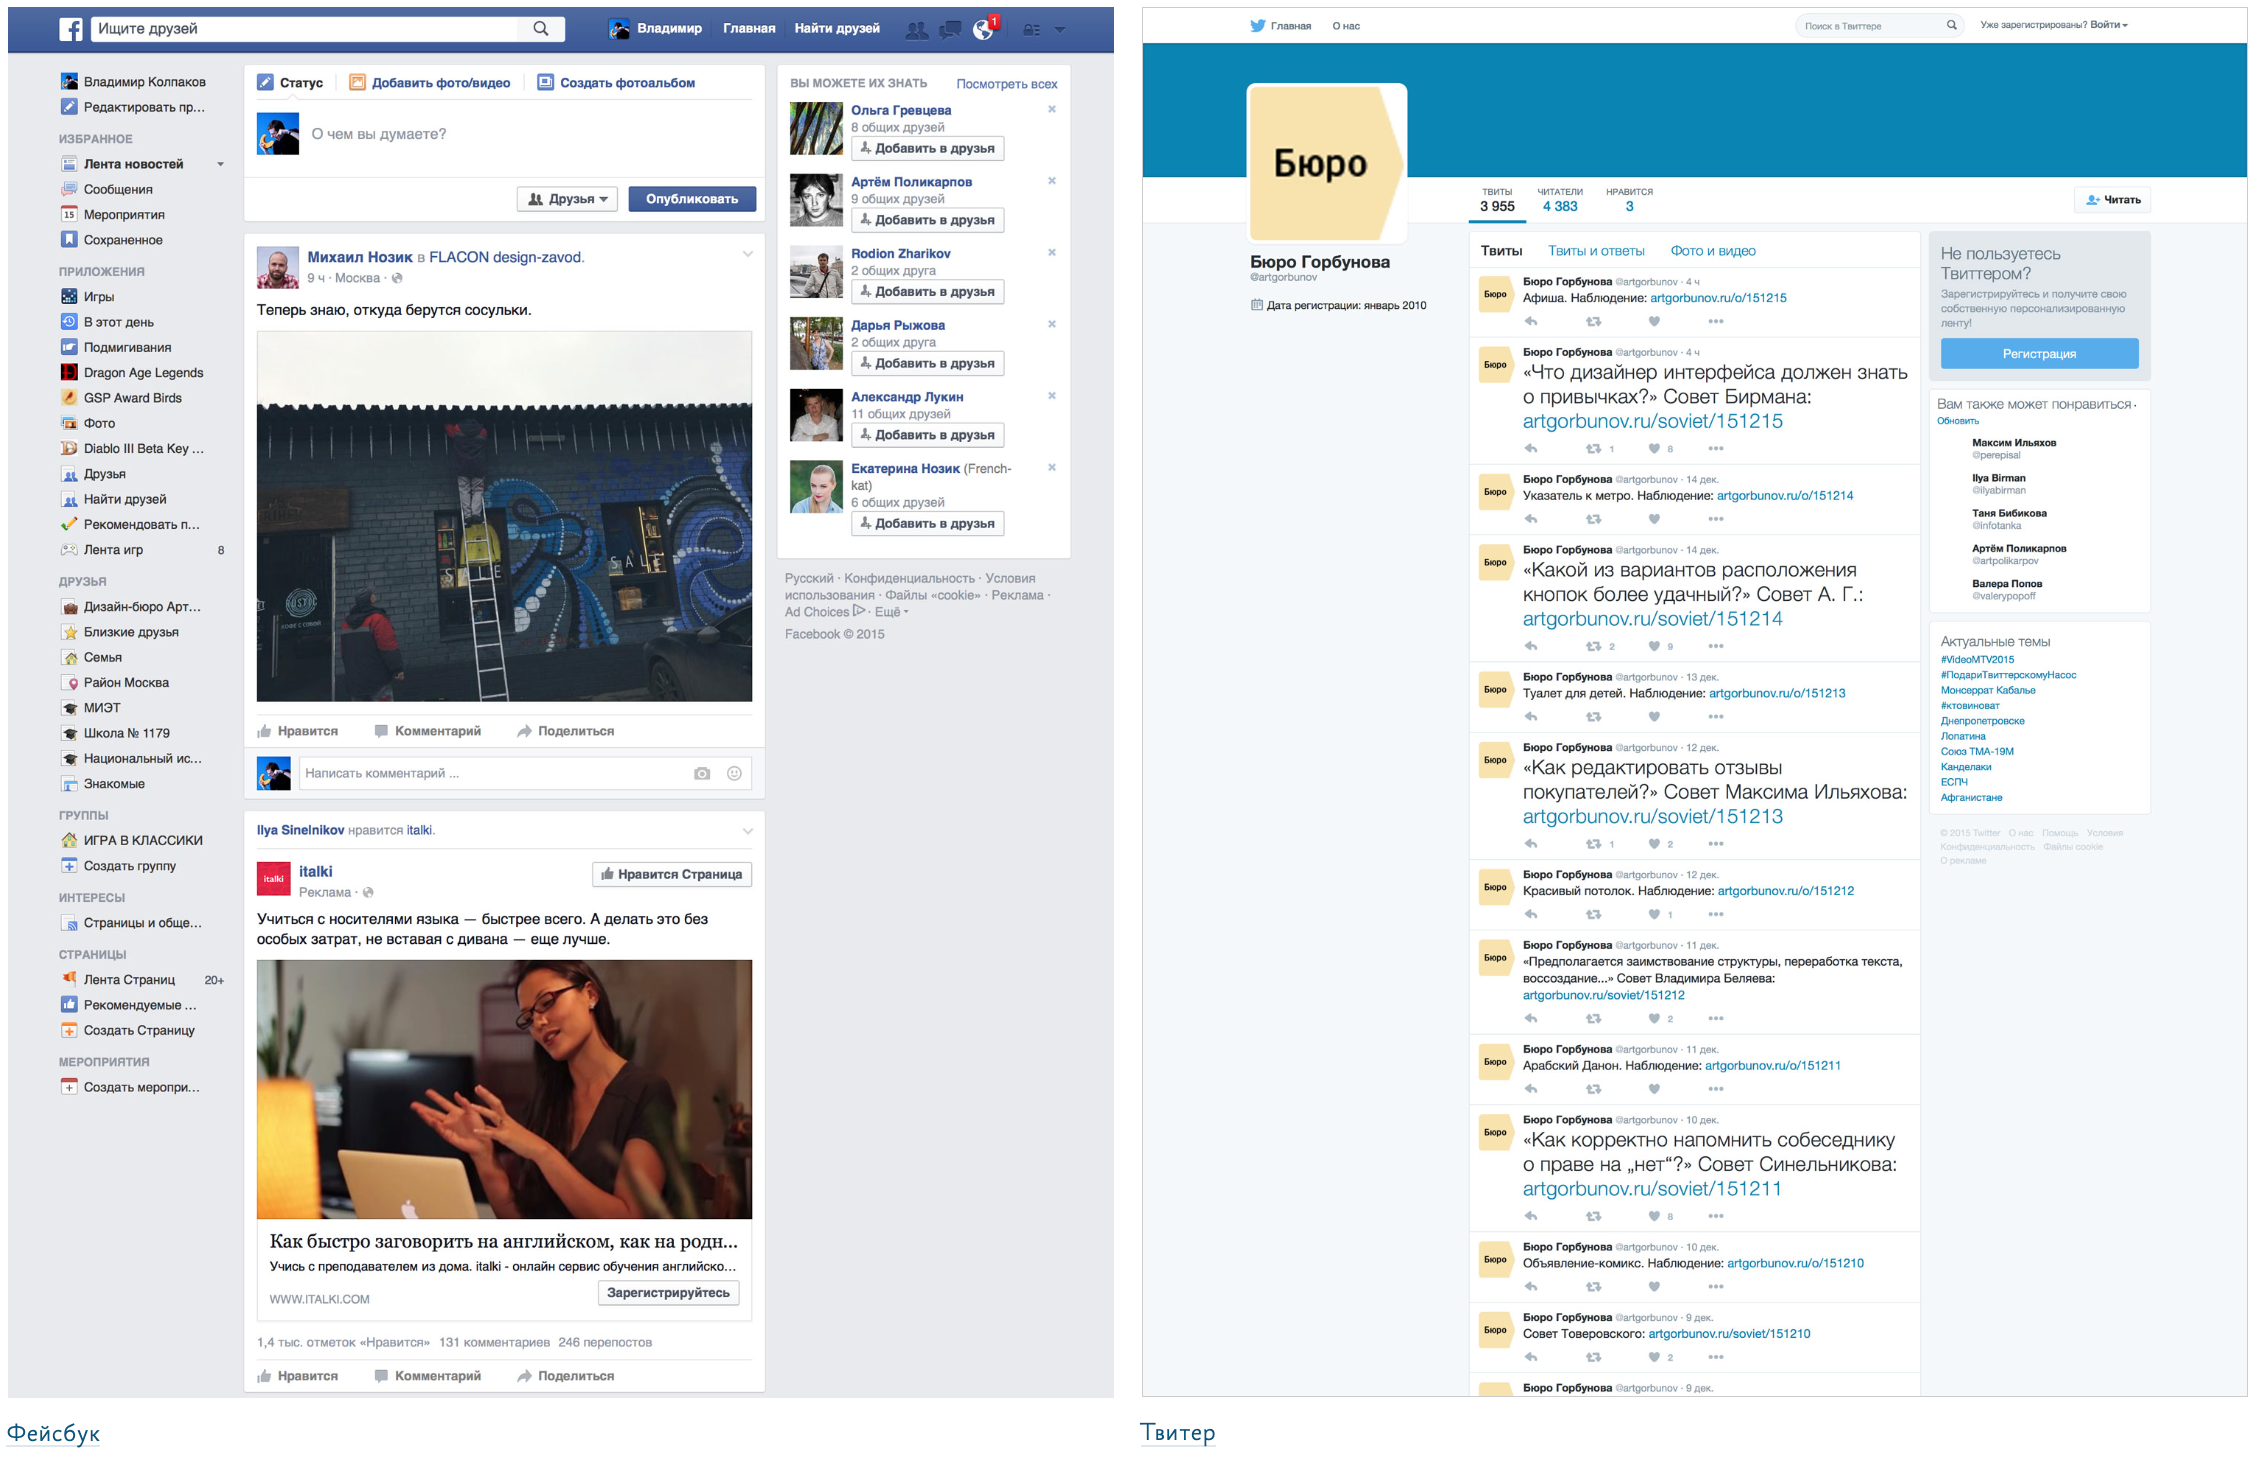 Ищите друзей
Владимир
Главная
Найти друзей
1
Владимир Колпаков
Редактировать пр...
ИЗБРАННОЕ
Лента новостей
Сообщения
15 Мероприятия
Сохраненное
ПРИЛОЖЕНИЯ
Игры
В этот день
Подмигивания
Dragon Age Legends
GSP Award Birds
Фото
Diablo III Beta Key ...
Друзья
Найти друзей
Рекомендовать п...
Лента игр 8
ДРУЗЬЯ
Дизайн-бюро Арт...
Близкие друзья
Семья
Район Москва
МИЭТ
Школа № 1179
Национальный ис...
Знакомые
ГРУППЫ
ИГРА В КЛАССИКИ
Создать группу
ИНТЕРЕСЫ
Страницы и обще...
СТРАНИЦЫ
Лента Страниц 20+
Рекомендуемые ...
Создать Страницу
МЕРОПРИЯТИЯ
Создать меропри...
Статус
Добавить фото/видео
Создать фотоальбом
О чем вы думаете?
Друзья
Опубликовать
Михаил Нозик в FLACON design-zavod.
9 ч · Москва ·
Теперь знаю, откуда берутся сосульки.
SALE
SALE
RUSTIC
КОФЕ С СОБОЙ
Нравится
Комментарий
Поделиться
Написать комментарий ...
Ilya Sinelnikov нравится italki.
italki
italki
Реклама ·
Нравится Страница
Учиться с носителями языка — быстрее всего. А делать это без
особых затрат, не вставая с дивана — еще лучше.
Как быстро заговорить на английском, как на родн...
Учись с преподавателем из дома. italki - онлайн сервис обучения английско...
WWW.ITALKI.COM
Зарегистрируйтесь
1,4 тыс. отметок «Нравится» 131 комментариев 246 перепостов
Нравится
Комментарий
Поделиться
ВЫ МОЖЕТЕ ИХ ЗНАТЬ
Посмотреть всех
Ольга Гревцева
8 общих друзей
Добавить в друзья
Артём Поликарпов
9 общих друзей
Добавить в друзья
Rodion Zharikov
2 общих друга
Добавить в друзья
Дарья Рыжова
2 общих друга
Добавить в друзья
Александр Лукин
11 общих друзей
Добавить в друзья
Екатерина Нозик (French-
kat)
6 общих друзей
Добавить в друзья
Русский · Конфиденциальность · Условия
использования · Файлы «cookie» · Реклама ·
Ad Choices · Ещё
Facebook © 2015
Фейсбук
Главная
О нас
Поиск в Твиттере
Уже зарегистрированы? Войти
Бюро
Бюро Горбунова
@artgorbunov
Дата регистрации: январь 2010
ТВИТЫ
3 955
ЧИТАТЕЛИ
4 383
НРАВИТСЯ
3
Читать
Твиты
Твиты и ответы
Фото и видео
Бюро
Бюро Горбунова @artgorbunov · 4 ч
Афиша. Наблюдение: artgorbunov.ru/o/151215
Бюро
Бюро Горбунова @artgorbunov · 4 ч
«Что дизайнер интерфейса должен знать
о привычках?» Совет Бирмана:
artgorbunov.ru/soviet/151215
1 8
Бюро
Бюро Горбунова @artgorbunov · 14 дек.
Указатель к метро. Наблюдение: artgorbunov.ru/o/151214
Бюро
Бюро Горбунова @artgorbunov · 14 дек.
«Какой из вариантов расположения
кнопок более удачный?» Совет А. Г.:
artgorbunov.ru/soviet/151214
2 9
Бюро
Бюро Горбунова @artgorbunov · 13 дек.
Туалет для детей. Наблюдение: artgorbunov.ru/o/151213
Бюро
Бюро Горбунова @artgorbunov · 12 дек.
«Как редактировать отзывы
покупателей?» Совет Максима Ильяхова:
artgorbunov.ru/soviet/151213
1 2
Бюро
Бюро Горбунова @artgorbunov · 12 дек.
Красивый потолок. Наблюдение: artgorbunov.ru/o/151212
1
Бюро
Бюро Горбунова @artgorbunov · 11 дек.
«Предполагается заимствование структуры, переработка текста,
воссоздание...» Совет Владимира Беляева:
artgorbunov.ru/soviet/151212
2
Бюро
Бюро Горбунова @artgorbunov · 11 дек.
Арабский Данон. Наблюдение: artgorbunov.ru/o/151211
Бюро
Бюро Горбунова @artgorbunov · 10 дек.
«Как корректно напомнить собеседнику
о праве на „нет“?» Совет Синельникова:
artgorbunov.ru/soviet/151211
8
Бюро
Бюро Горбунова @artgorbunov · 10 дек.
Объявление-комикс. Наблюдение: artgorbunov.ru/o/151210
Бюро
Бюро Горбунова @artgorbunov · 9 дек.
Совет Товеровского: artgorbunov.ru/soviet/151210
2
Бюро Горбунова @artgorbunov · 9 дек.
Не пользуетесь
Твиттером?
Зарегистрируйтесь и получите свою
собственную персонализированную
ленту!
Регистрация
Вам также может понравиться ·
Обновить
Максим Ильяхов
@perepisal
Ilya Birman
@ilyabirman
Таня Бибикова
@infotanka
Артём Поликарпов
@artpolikarpov
Валера Попов
@valerypopoff
Актуальные темы
#VideoMTV2015
#ПодариТвиттерскомуНасос
Монсеррат Кабалье
#ктовиноват
Днепропетровске
Лопатина
Союз ТМА-19М
Канделаки
ЕСПЧ
Афганистане
© 2015 Twitter О нас Помощь Условия
Конфиденциальность Файлы cookie
О рекламе
Твитер